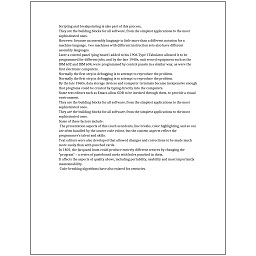 Scripting and breakpointing is also part of this process.
They are the building blocks for all software, from the simplest applications to the most
sophisticated ones.
However, because an assembly language is little more than a different notation for a
machine language, two machines with different instruction sets also have different
assembly languages.
Later a control panel (plug board) added to his 1906 Type I Tabulator allowed it to be
programmed for different jobs, and by the late 1940s, unit record equipment such as the
IBM 602 and IBM 604, were programmed by control panels in a similar way, as were the
first electronic computers.
Normally the first step in debugging is to attempt to reproduce the problem.
Normally the first step in debugging is to attempt to reproduce the problem.
By the late 1960s, data storage devices and computer terminals became inexpensive enough
that programs could be created by typing directly into the computers.
Some text editors such as Emacs allow GDB to be invoked through them, to provide a visual
environment.
They are the building blocks for all software, from the simplest applications to the most
sophisticated ones.
They are the building blocks for all software, from the simplest applications to the most
sophisticated ones.
Some of these factors include:
The presentation aspects of this (such as indents, line breaks, color highlighting, and so on)
are often handled by the source code editor, but the content aspects reflect the
programmer's talent and skills.
Text editors were also developed that allowed changes and corrections to be made much
more easily than with punched cards.
In 1801, the Jacquard loom could produce entirely different weaves by changing the
"program" - a series of pasteboard cards with holes punched in them.
It affects the aspects of quality above, including portability, usability and most importantly
maintainability.
Code-breaking algorithms have also existed for centuries.